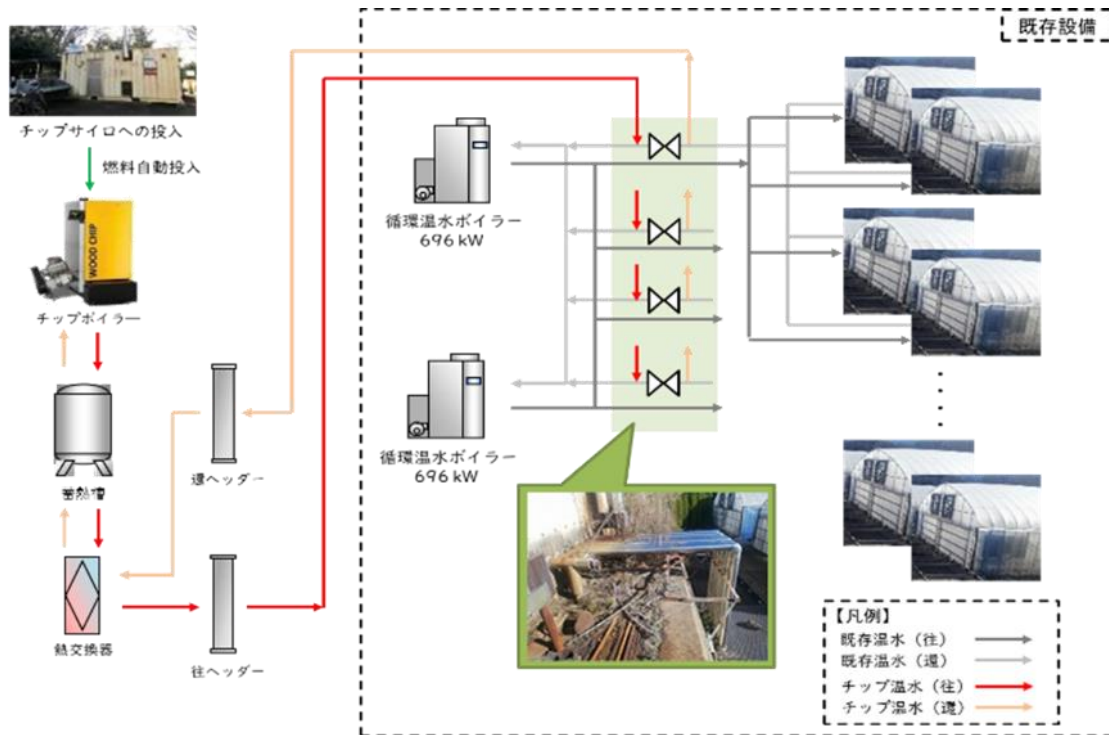 既存設備
チップサイロへの投入
燃料自動投入
WOOD CHIP
チップボイラー
蓄熱槽
熱交換器
還ヘッダー
往ヘッダー
循環温水ボイラー
696 kW
循環温水ボイラー
696 kW
【凡例】
既存温水（往）
既存温水（還）
チップ温水（往）
チップ温水（還）